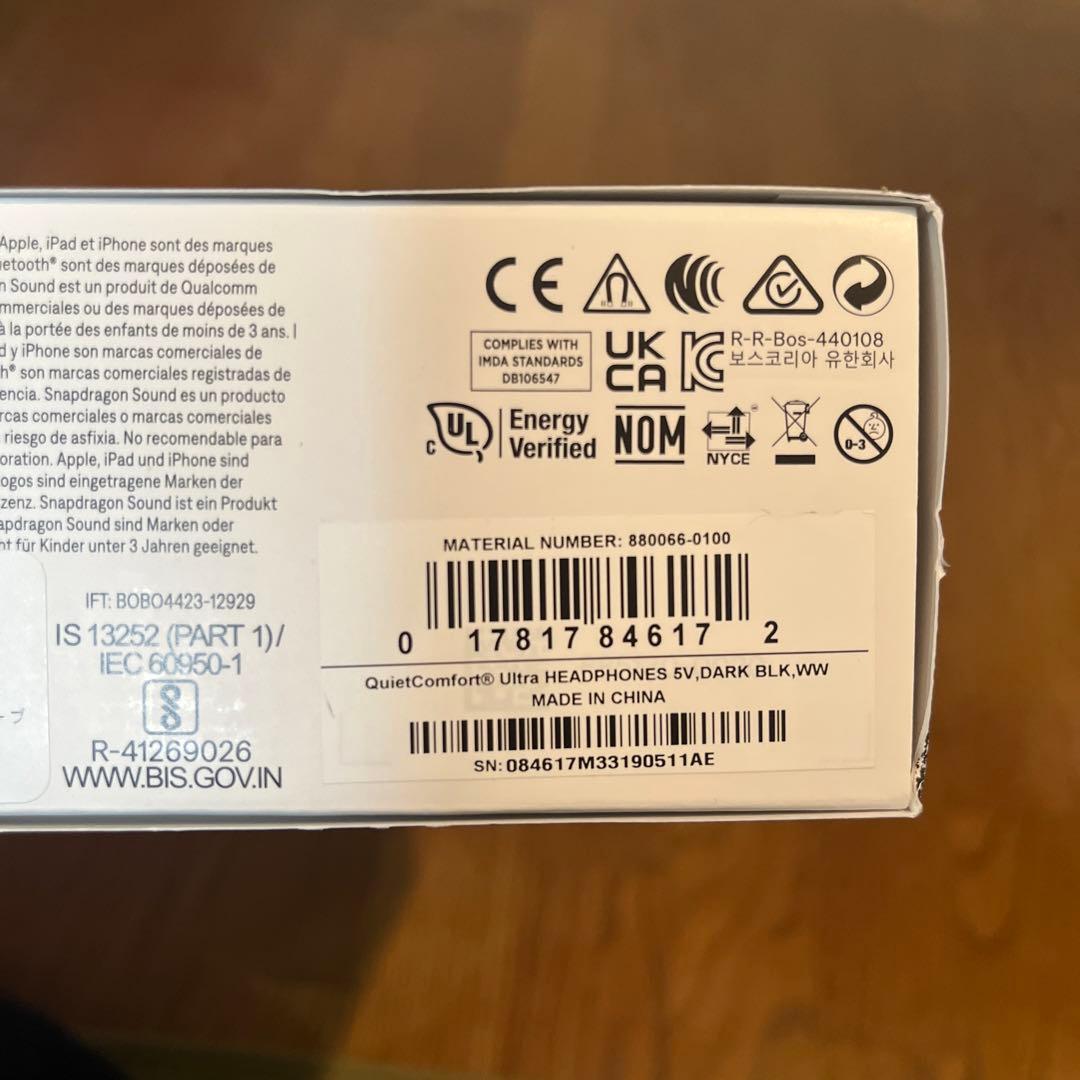 Apple, iPad et iPhone sont des marques
etooth® sont des marques déposées de
n Sound est un produit de Qualcomm
mmerciales ou des marques déposées de
à la portée des enfants de moins de 3 ans. |
d y iPhone son marcas comerciales de
h® son marcas comerciales registradas de
encia. Snapdragon Sound es un producto
rcas comerciales o marcas comerciales
riesgo de asfixia. No recomendable para
oration. Apple, iPad und iPhone sind
ogos sind eingetragene Marken der
zenz. Snapdragon Sound ist ein Produkt
apdragon Sound sind Marken oder
ht für Kinder unter 3 Jahren geeignet.
IFT: BOBO4423-12929
IS 13252 (PART 1)/
IEC 60950-1
R-41269026
WWW.BIS.GOV.IN
ープ
CE
COMPLIES WITH
IMDA STANDARDS
DB106547
UK
CA
R-R-Bos-440108
보스코리아 유한회사
c UL Energy
Verified
NOM
NYCE
0-3
MATERIAL NUMBER: 880066-0100
0 17817 84617 2
QuietComfort® Ultra HEADPHONES 5V,DARK BLK,WW
MADE IN CHINA
SN: 084617M33190511AE